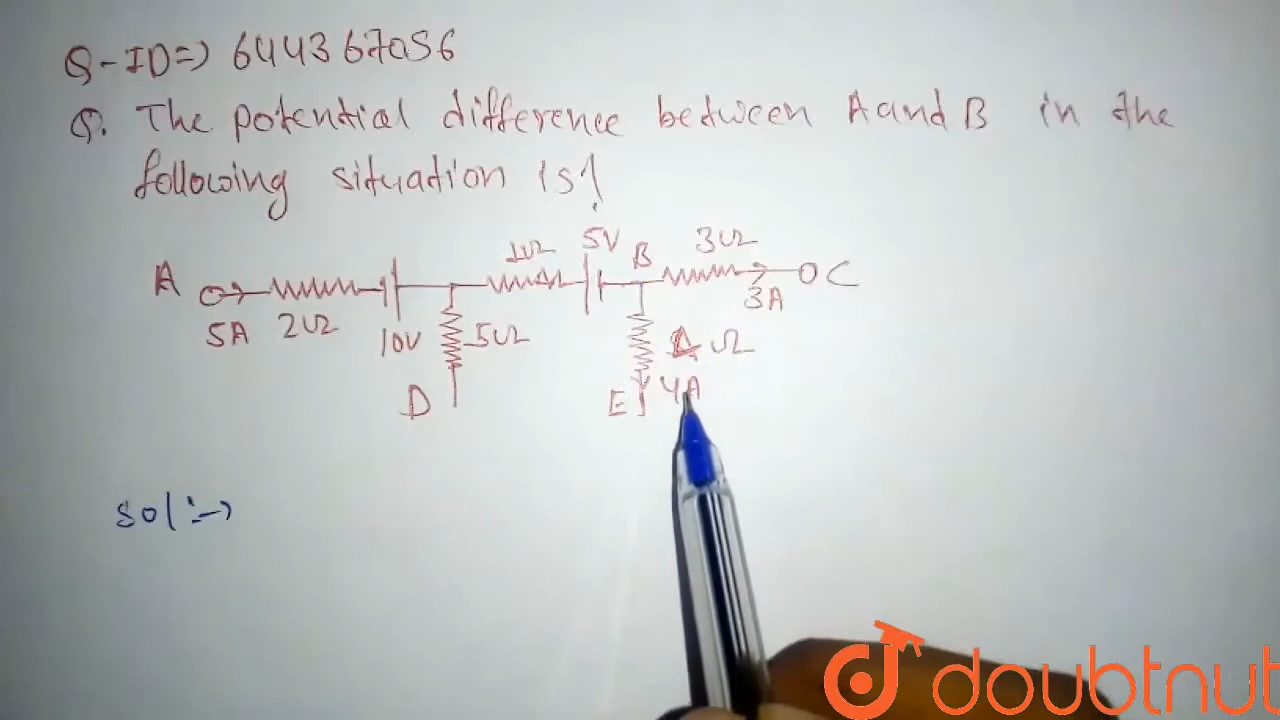 Q-ID=> 644367056
Q. The potential difference between A and B in the
following situation is?
1Ω 5V B 3Ω
A C
5A 2Ω 10V 5Ω 3A
Ω
D E 4A
sol:->
doubtnut